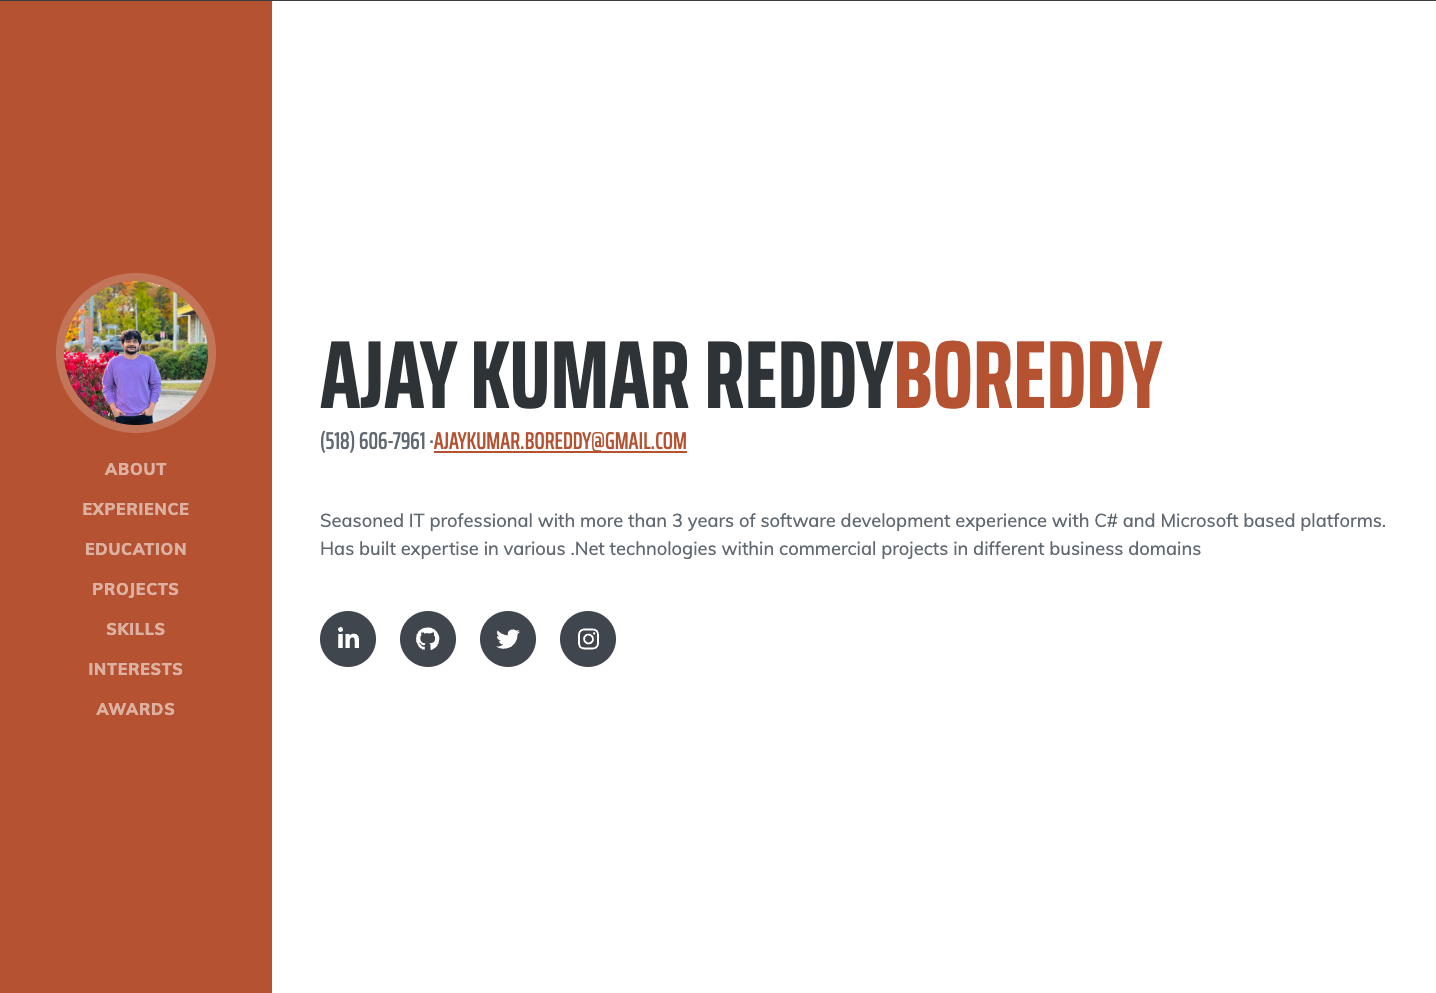 ABOUT
EXPERIENCE
EDUCATION
PROJECTS
SKILLS
INTERESTS
AWARDS
AJAY KUMAR REDDYBOREDDY
(518) 606-7961 ·AJAYKUMAR.BOREDDY@GMAIL.COM
Seasoned IT professional with more than 3 years of software development experience with C# and Microsoft based platforms.
Has built expertise in various .Net technologies within commercial projects in different business domains
in